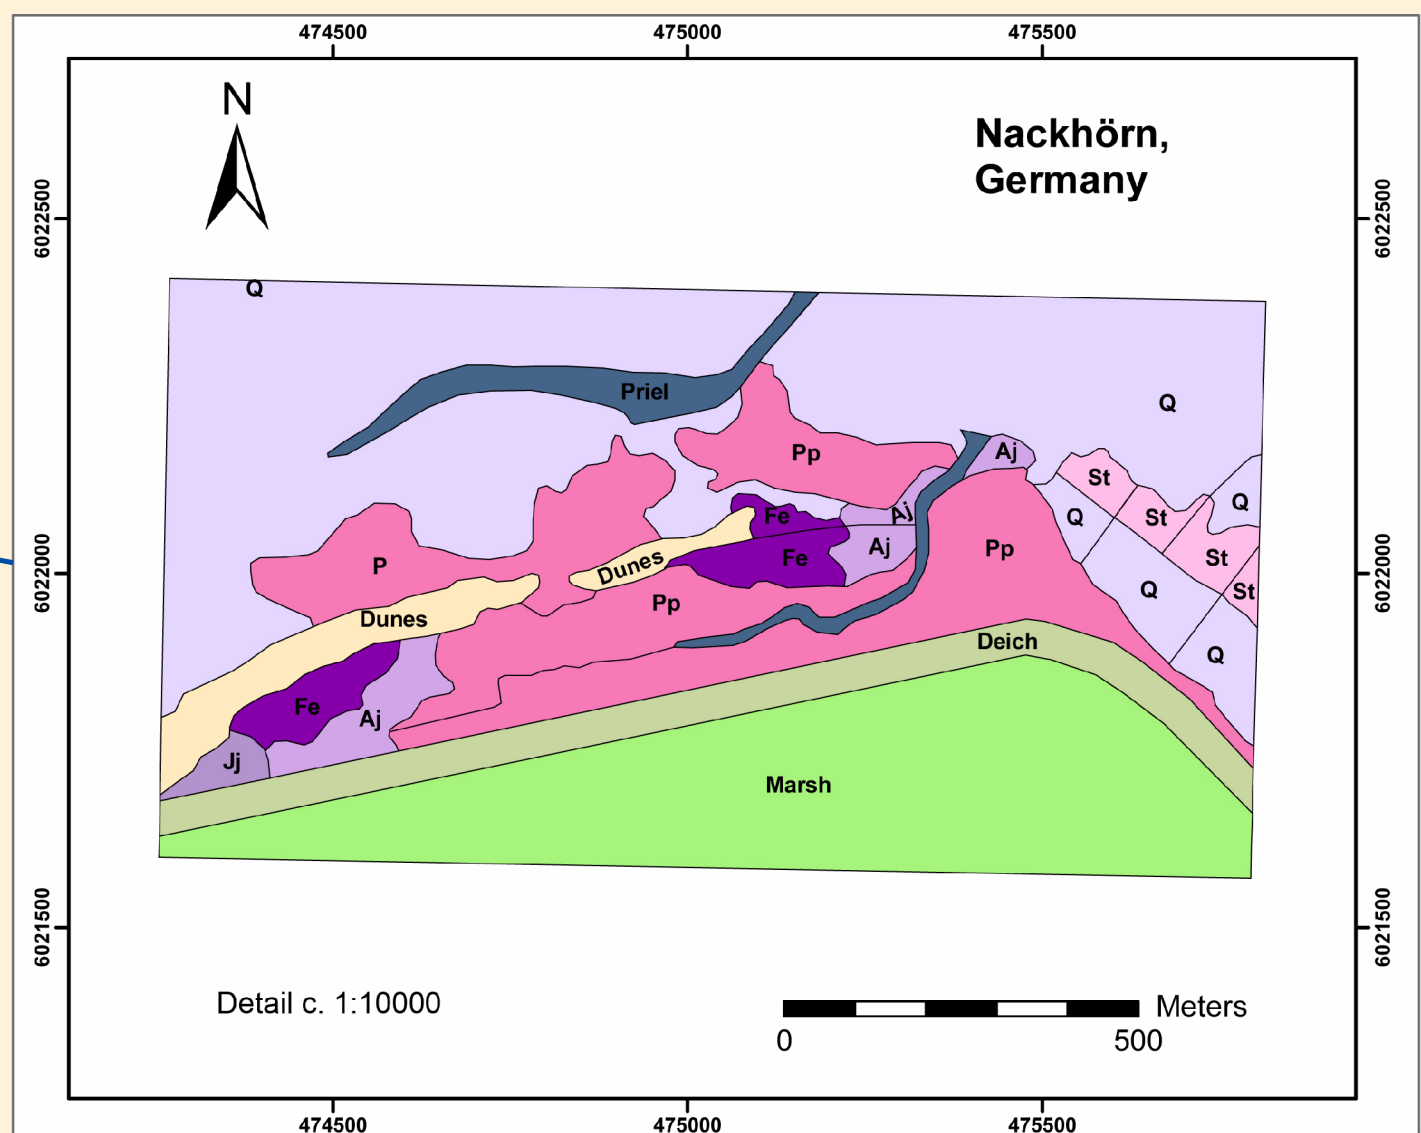 474500
475000
475500
N
Nackhörn,
Germany
6022500
6022500
Q
Priel
Q
Pp
Aj
St
Q
Fe
Aj
Q
St
Aj
Pp
St
P
Dunes
Fe
6022000
6022000
Q
St
Pp
Dunes
Deich
Q
Fe
Aj
Jj
Marsh
6021500
6021500
Detail c. 1:10000
Meters
0
500
474500
475000
475500